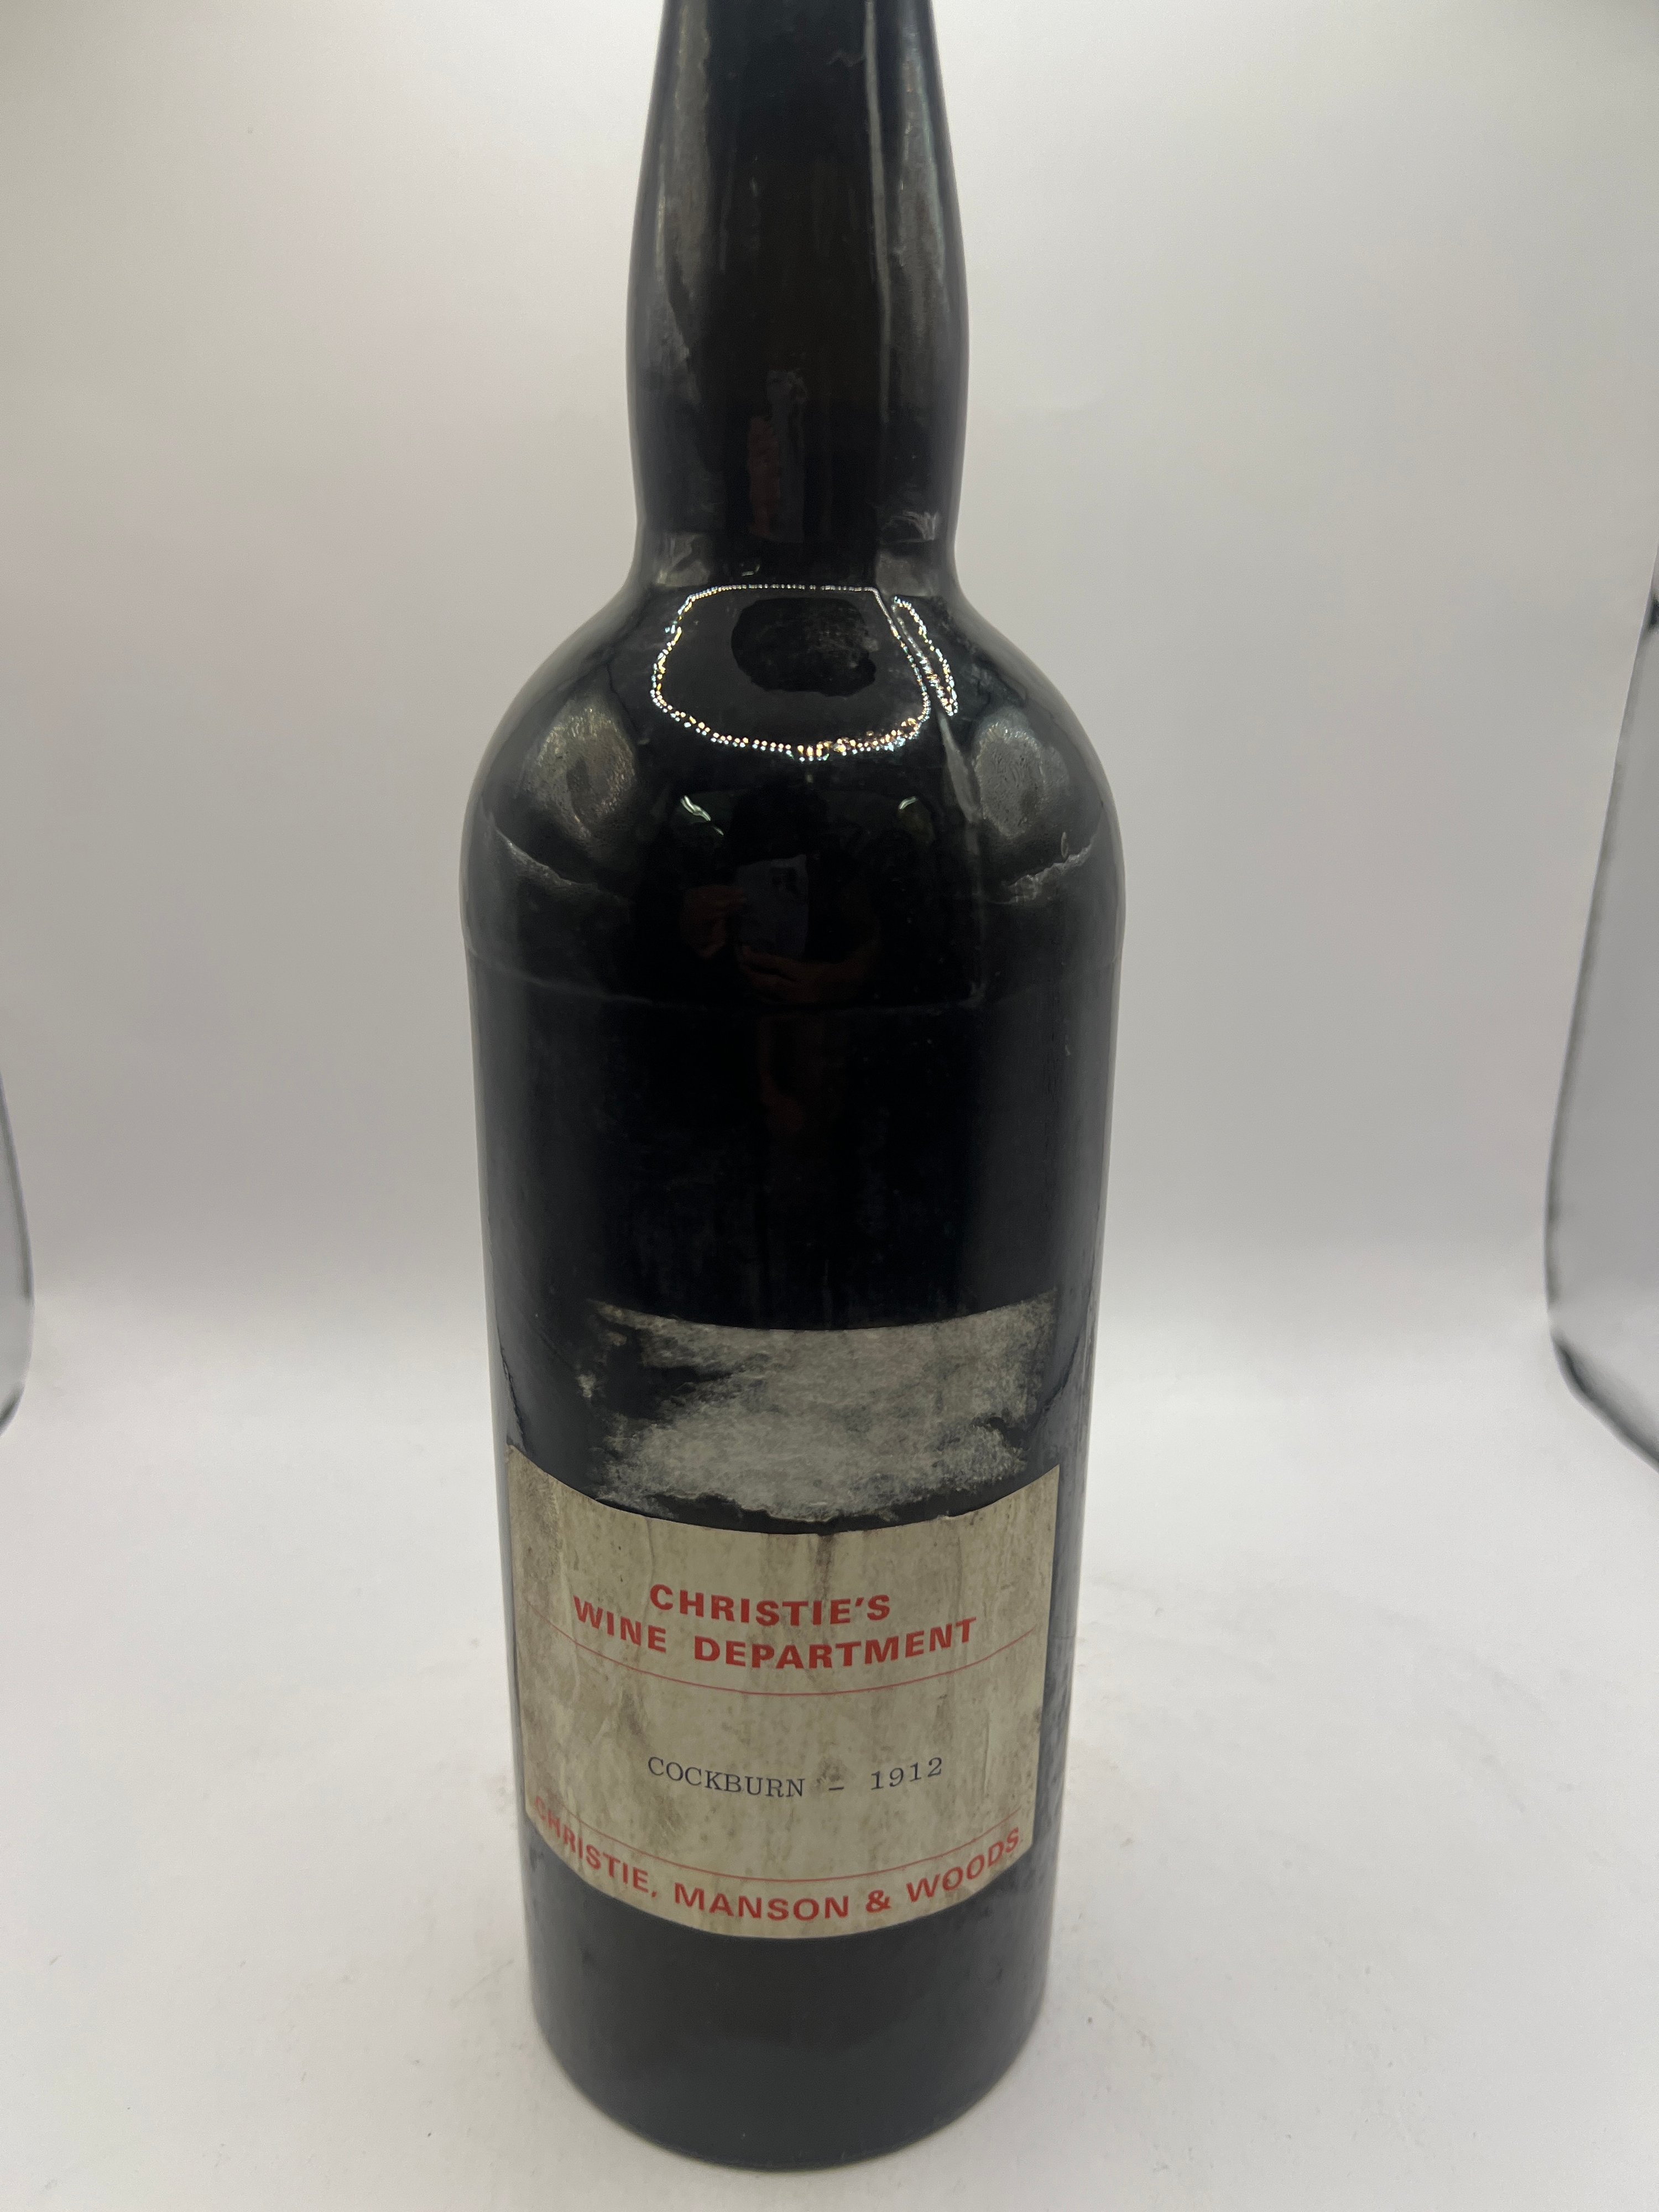 CHRISTIE'S
WINE DEPARTMENT
COCKBURN - 1912
CHRISTIE, MANSON & WOODS